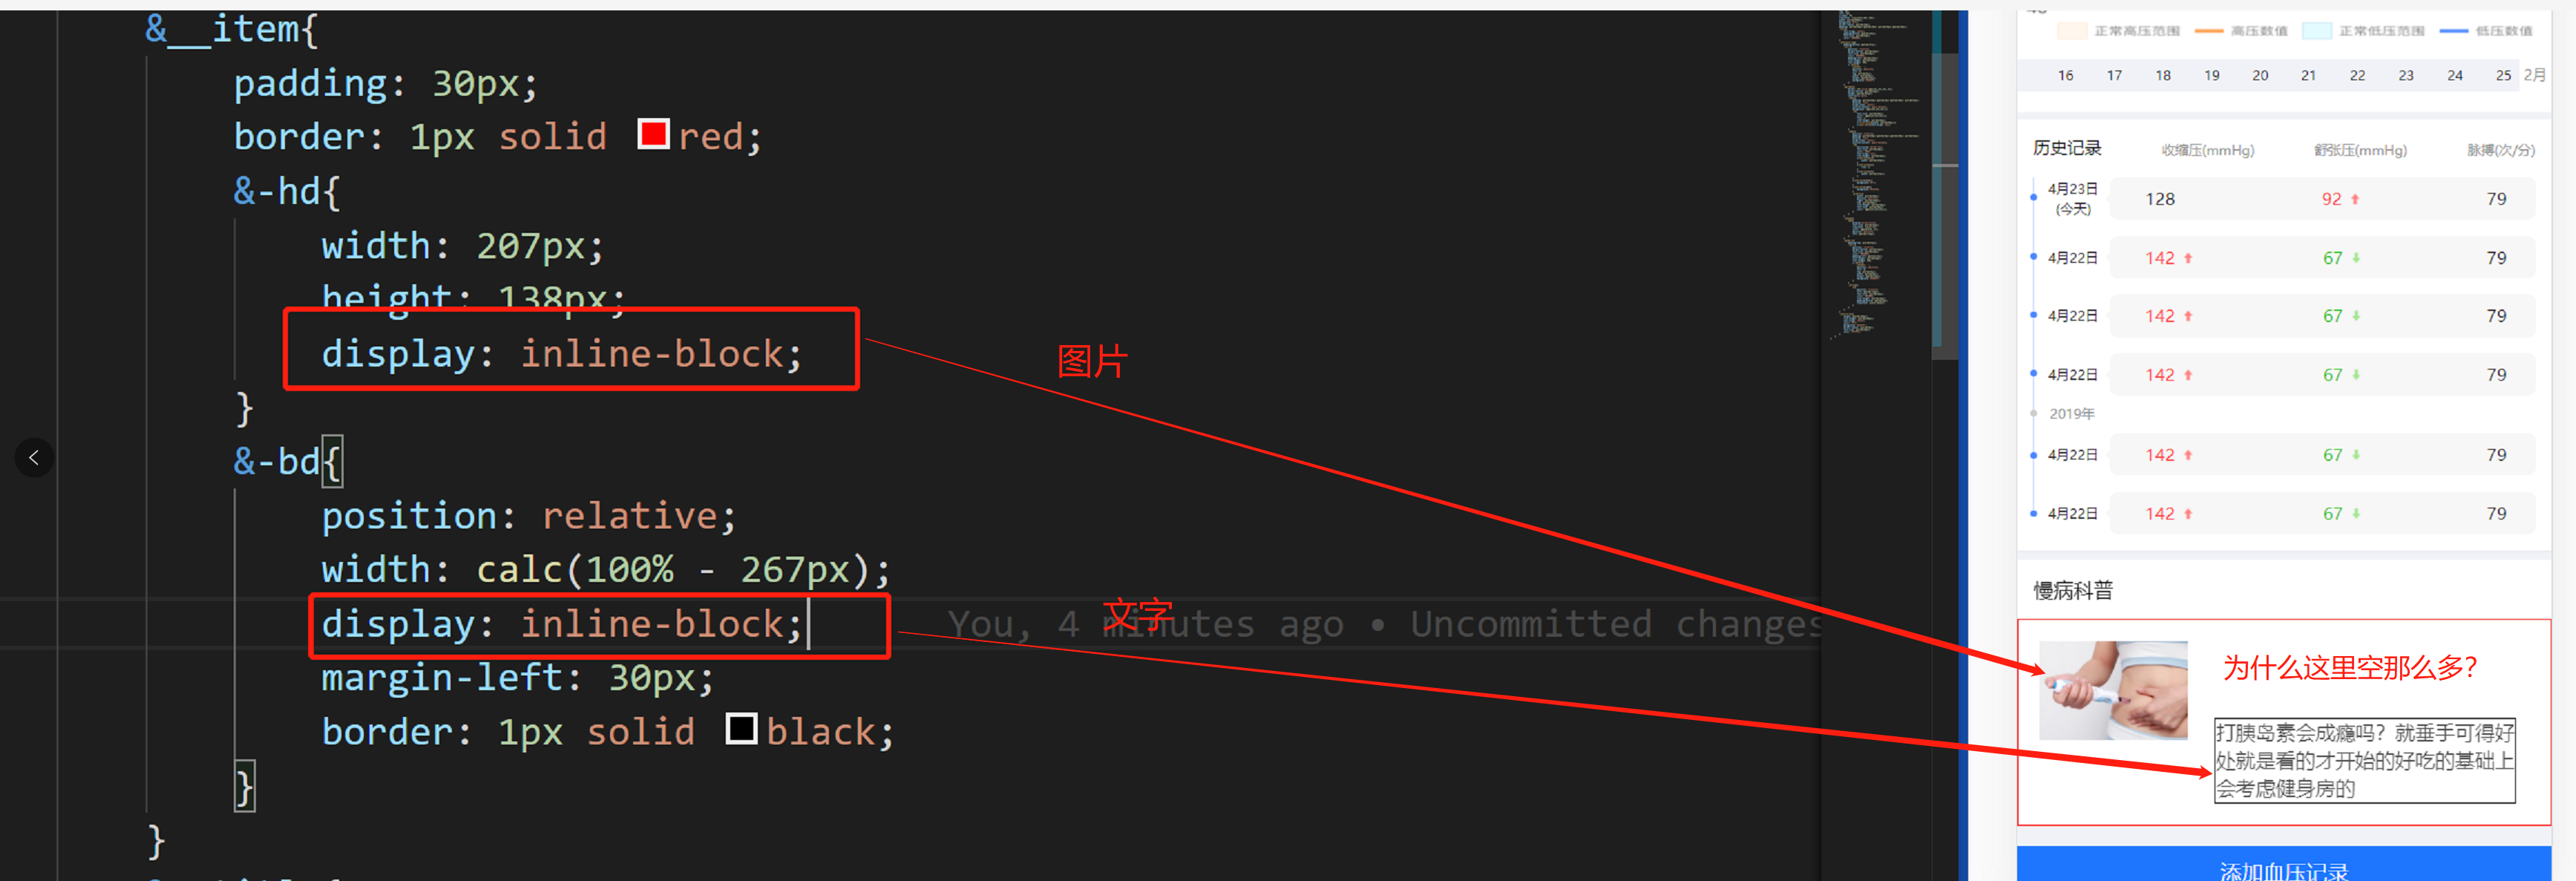 &__item{
padding: 30px;
border: 1px solid red;
&-hd{
width: 207px;
height: 138px;
display: inline-block;
}
&-bd{
position: relative;
width: calc(100% - 267px);
display: inline-block;
You, 4 minutes ago • Uncommitted changes
margin-left: 30px;
border: 1px solid black;
}
}
图片
文字
正常高压范围 高压数值 正常低压范围 低压数值
16 17 18 19 20 21 22 23 24 25 2月
历史记录 收缩压(mmHg) 舒张压(mmHg) 脉搏(次/分)
4月23日
(今天)
128 92 79
4月22日 142 67 79
4月22日 142 67 79
4月22日 142 67 79
2019年
4月22日 142 67 79
4月22日 142 67 79
慢病科普
为什么这里空那么多？
打胰岛素会成瘾吗？就垂手可得好
处就是看的才开始的好吃的基础上
会考虑健身房的
添加血压记录